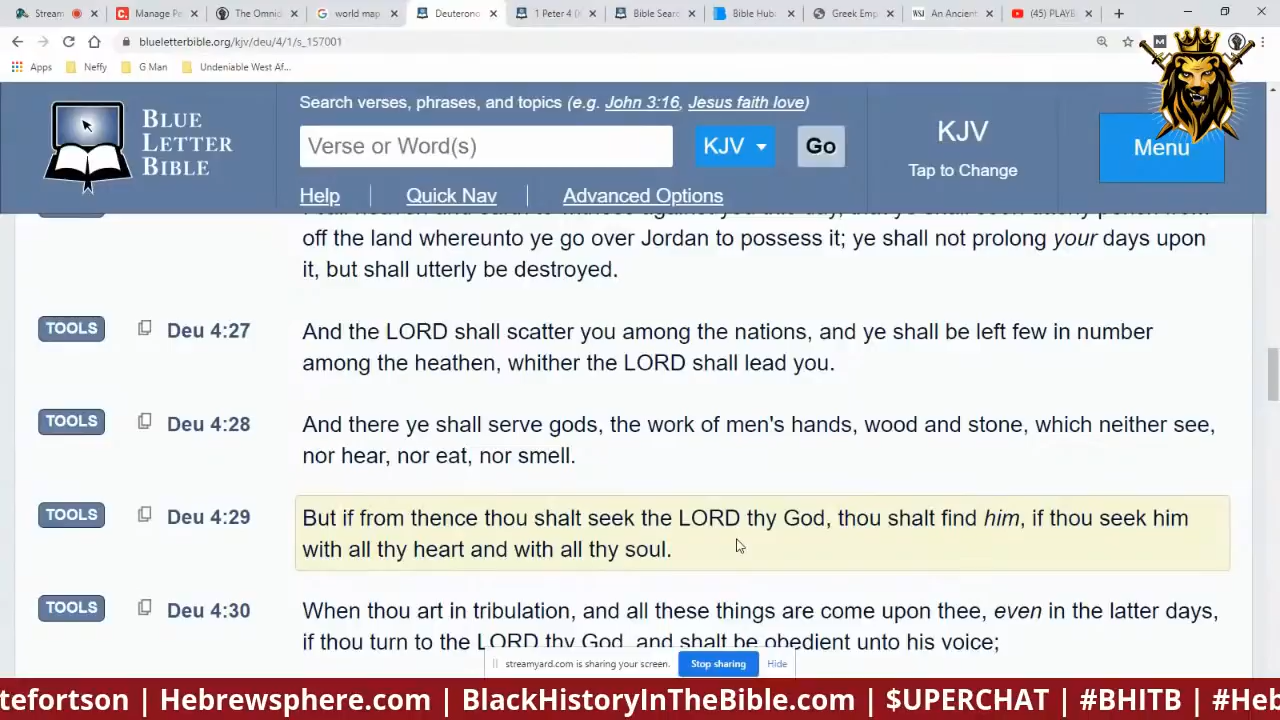 Stream
Manage Pe
The Omnid
world map
Deuterono
1 Peter 4 (K
Bible Sear
Bible Hub:
Greek Emp
WSJ An Ancient
(45) PLAYB
blueletterbible.org/kjv/deu/4/1/s_157001
Apps Neffy G Man Undeniable West Af...
BLUE
LETTER
BIBLE
Search verses, phrases, and topics (e.g. John 3:16, Jesus faith love)
Verse or Word(s) KJV Go
Help Quick Nav Advanced Options
KJV
Tap to Change
Menu
off the land whereunto ye go over Jordan to possess it; ye shall not prolong your days upon
it, but shall utterly be destroyed.
TOOLS Deu 4:27 And the LORD shall scatter you among the nations, and ye shall be left few in number
among the heathen, whither the LORD shall lead you.
TOOLS Deu 4:28 And there ye shall serve gods, the work of men's hands, wood and stone, which neither see,
nor hear, nor eat, nor smell.
TOOLS Deu 4:29 But if from thence thou shalt seek the LORD thy God, thou shalt find him, if thou seek him
with all thy heart and with all thy soul.
TOOLS Deu 4:30 When thou art in tribulation, and all these things are come upon thee, even in the latter days,
if thou turn to the LORD thy God, and shalt be obedient unto his voice;
streamyard.com is sharing your screen. Stop sharing Hide
tefortson | Hebrewsphere.com | BlackHistoryInTheBible.com | $UPERCHAT | #BHITB | #Heb